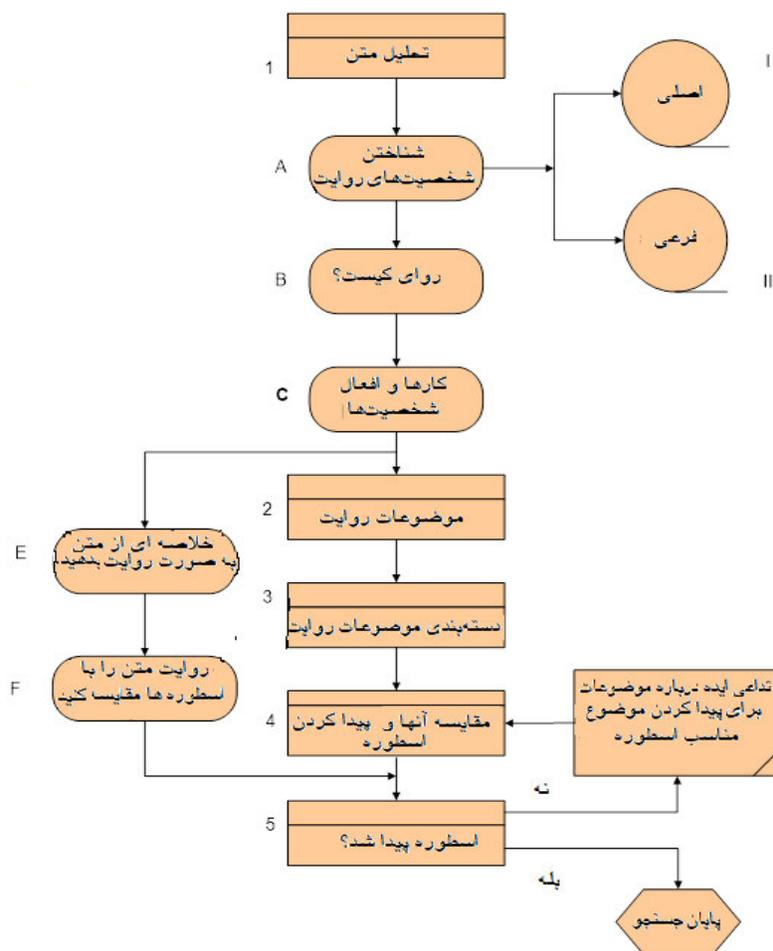 1
تحلیل متن
I
اصلی
A
شناختن
شخصیت‌های روایت
فرعی
II
B
روای کیست؟
C
کارها و افعال
شخصیت‌ها
2
موضوعات روایت
E
خلاصه ای از متن
به صورت روایت بدهید.
3
دسته‌بندی موضوعات روایت
F
روایت متن را با
اسطوره ها مقایسه کنید
4
مقایسه آنها و پیدا کردن
اسطوره
تداعی ایده درباره موضوعات
برای پیدا کردن موضوع
مناسب اسطوره
نه
5
اسطوره پیدا شد؟
بله
پایان جستجو